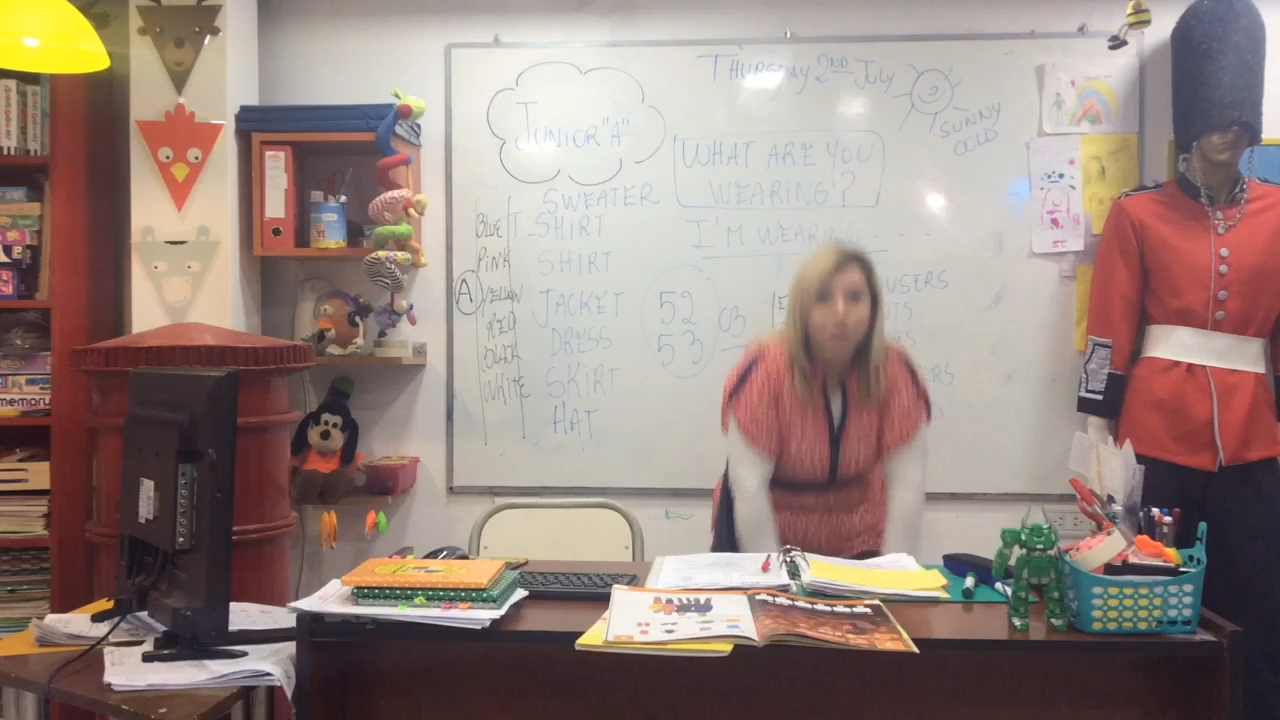 THURSDAY 2ND JULY
SUNNY
COLD
JUNIOR "A"
WHAT ARE YOU
WEARING?
I'M WEARING
SWEATER
BLUE T-SHIRT
PINK SHIRT
A YELLOW JACKET
RED DRESS
BLACK SKIRT
WHITE HAT
52
53
03
memory